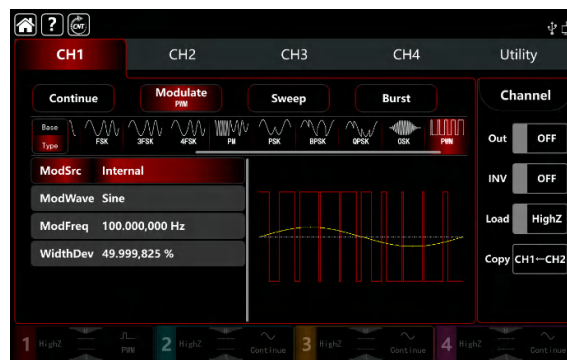 ? CNT
CH1 CH2 CH3 CH4 Utility
Continue Modulate PWM Sweep Burst Channel
Base Type FSK 3FSK 4FSK PM PSK BPSK QPSK OSK PWM
Out OFF
ModSrc Internal
INV OFF
ModWave Sine
ModFreq 100.000,000 Hz
Load HighZ
WidthDev 49.999,825 %
Copy CH1←CH2
1 HighZ PWM 2 HighZ Continue 3 HighZ Continue 4 HighZ Continue